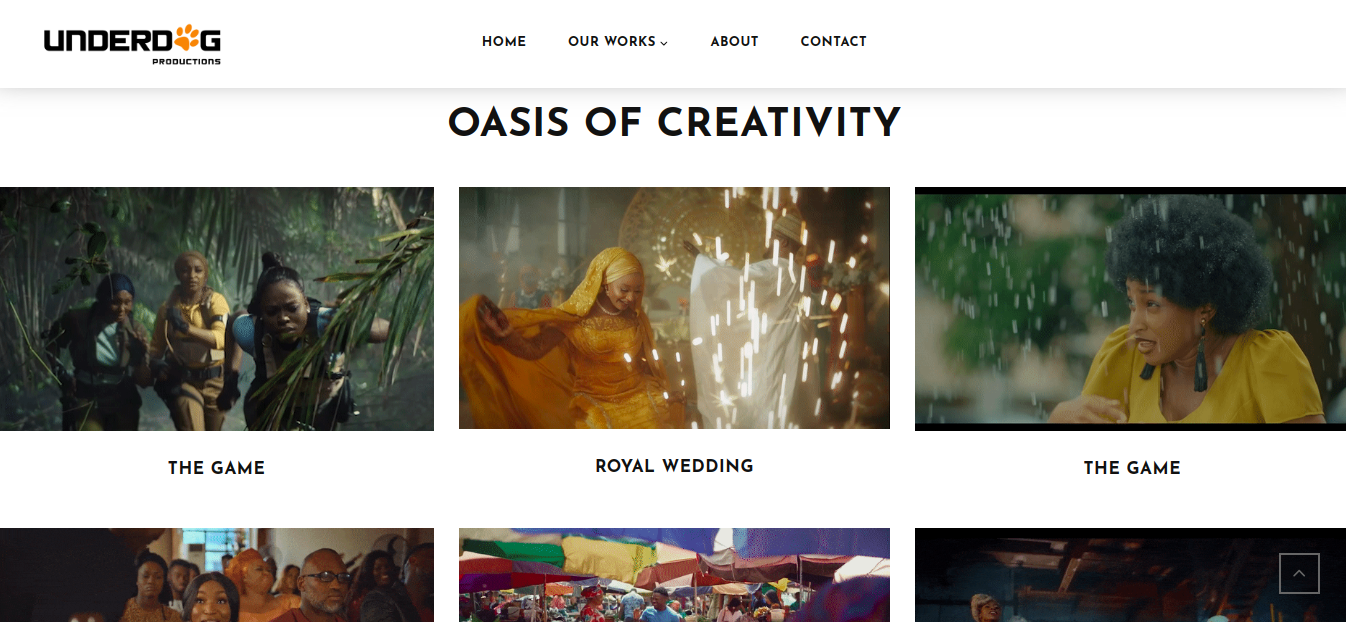 UNDERDOG
PRODUCTIONS
HOME
OUR WORKS
ABOUT
CONTACT
OASIS OF CREATIVITY
THE GAME
ROYAL WEDDING
THE GAME